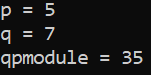 p = 5
q = 7
qpmodule = 35